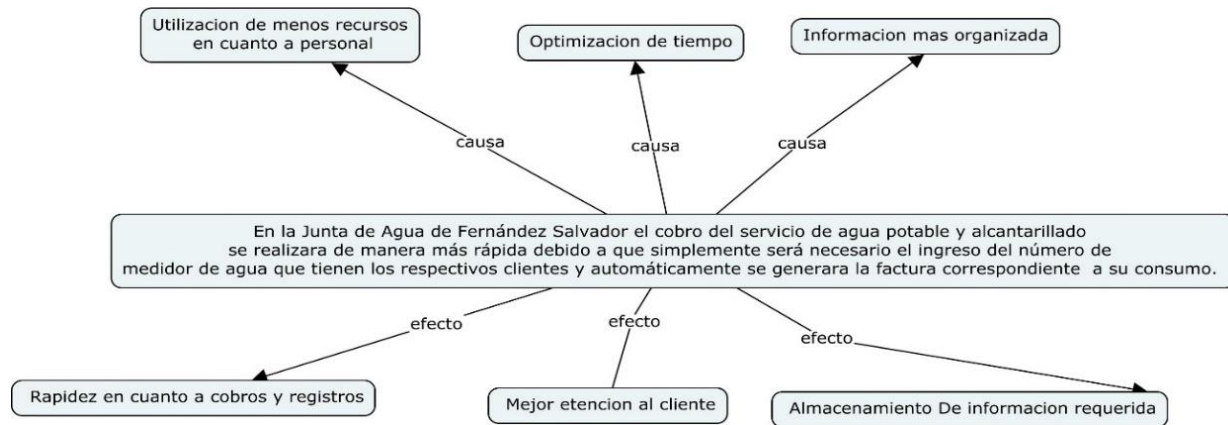 Utilizacion de menos recursos
en cuanto a personal
Optimizacion de tiempo
Informacion mas organizada
causa
causa
causa
En la Junta de Agua de Fernández Salvador el cobro del servicio de agua potable y alcantarillado
se realizara de manera más rápida debido a que simplemente será necesario el ingreso del número de
medidor de agua que tienen los respectivos clientes y automáticamente se generara la factura correspondiente a su consumo.
efecto
efecto
efecto
Rapidez en cuanto a cobros y registros
Mejor etencion al cliente
Almacenamiento De informacion requerida